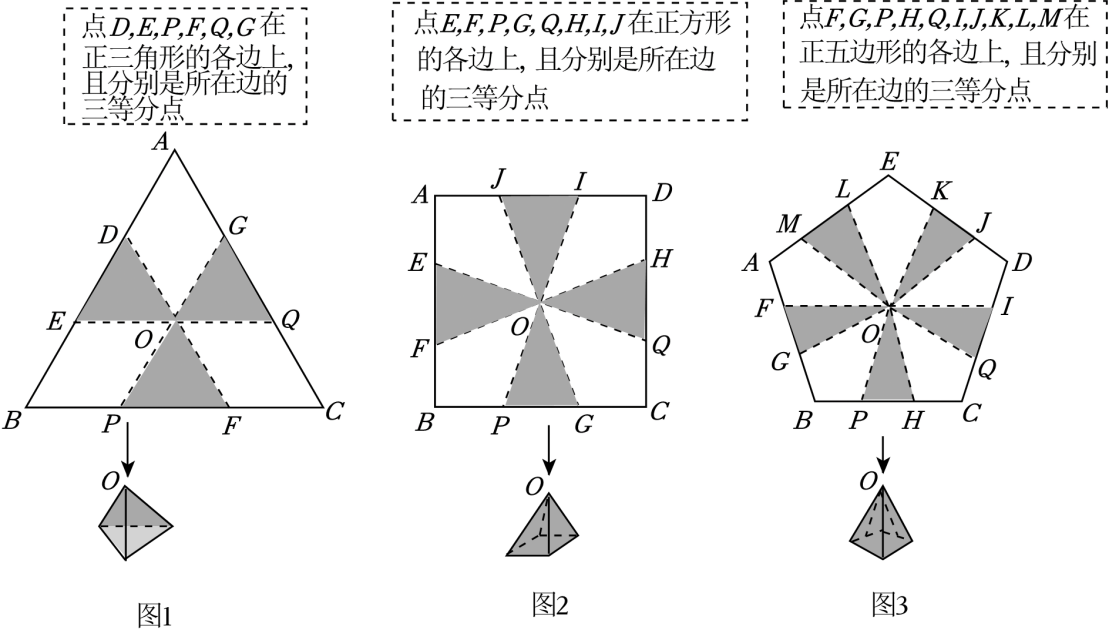 点D,E,P,F,Q,G在
正三角形的各边上,
且分别是所在边的
三等分点
点E,F,P,G,Q,H,I,J在正方形
的各边上,且分别是所在边
的三等分点
点F,G,P,H,Q,I,J,K,L,M在
正五边形的各边上,且分别
是所在边的三等分点
A
D
G
E
O
Q
B
P
F
C
O
图1
A
J
I
D
E
H
O
F
Q
B
P
G
C
O
图2
E
L
K
M
J
A
D
F
I
O
G
Q
B
P
H
C
O
图3